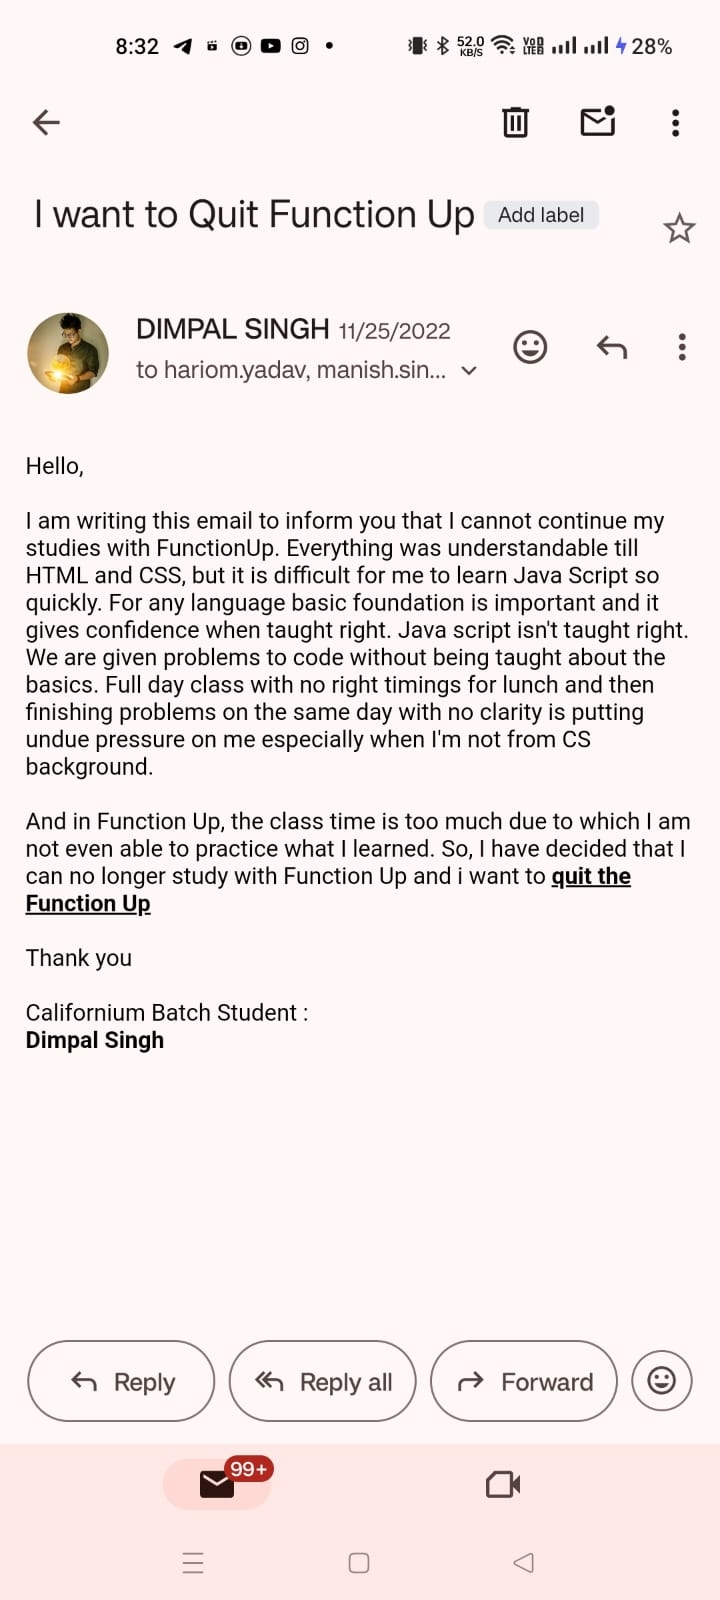 8:32
52.0
KB/S
VoD
LTED
28%
I want to Quit Function Up Add label
DIMPAL SINGH 11/25/2022
to hariom.yadav, manish.sin...
Hello,
I am writing this email to inform you that I cannot continue my
studies with FunctionUp. Everything was understandable till
HTML and CSS, but it is difficult for me to learn Java Script so
quickly. For any language basic foundation is important and it
gives confidence when taught right. Java script isn't taught right.
We are given problems to code without being taught about the
basics. Full day class with no right timings for lunch and then
finishing problems on the same day with no clarity is putting
undue pressure on me especially when I'm not from CS
background.
And in Function Up, the class time is too much due to which I am
not even able to practice what I learned. So, I have decided that I
can no longer study with Function Up and i want to quit the
Function Up
Thank you
Californium Batch Student :
Dimpal Singh
Reply Reply all Forward
99+